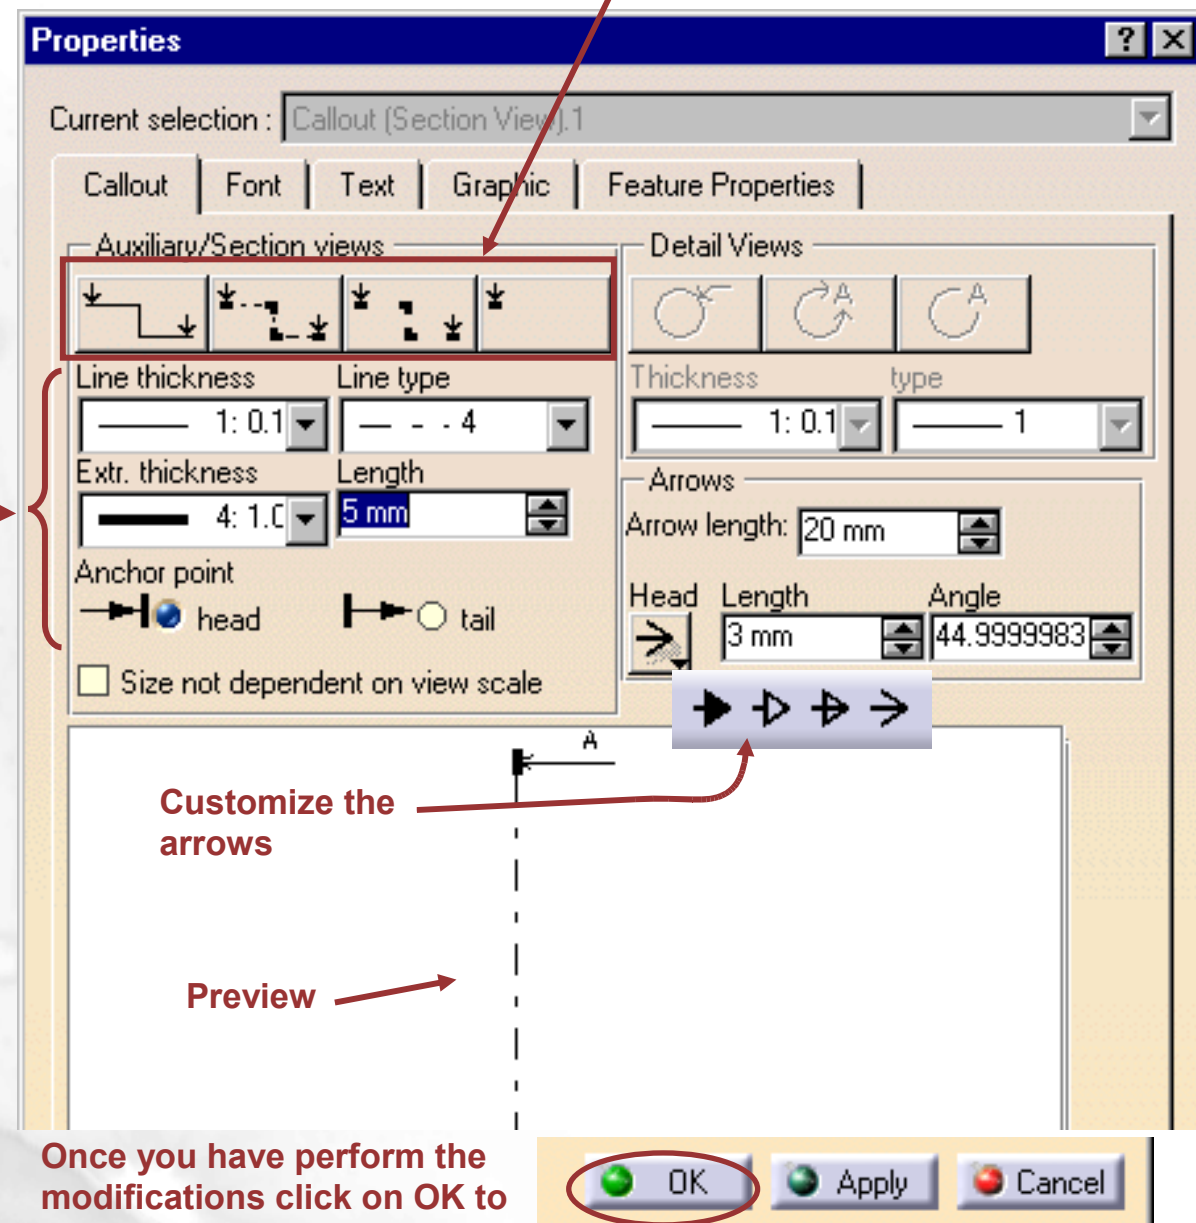 Properties
Current selection : Callout (Section View).1
Callout Font Text Graphic Feature Properties
Auxiliary/Section views
Detail Views
A A
Line thickness Line type
Thickness type
1: 0.1 4
1: 0.1 1
Extr. thickness Length
4: 1.0 5 mm
Arrows
Arrow length: 20 mm
Anchor point
head tail
Head Length Angle
3 mm 44.9999983
Size not dependent on view scale
A
Customize the
arrows
Preview
Once you have perform the
modifications click on OK to
OK Apply Cancel